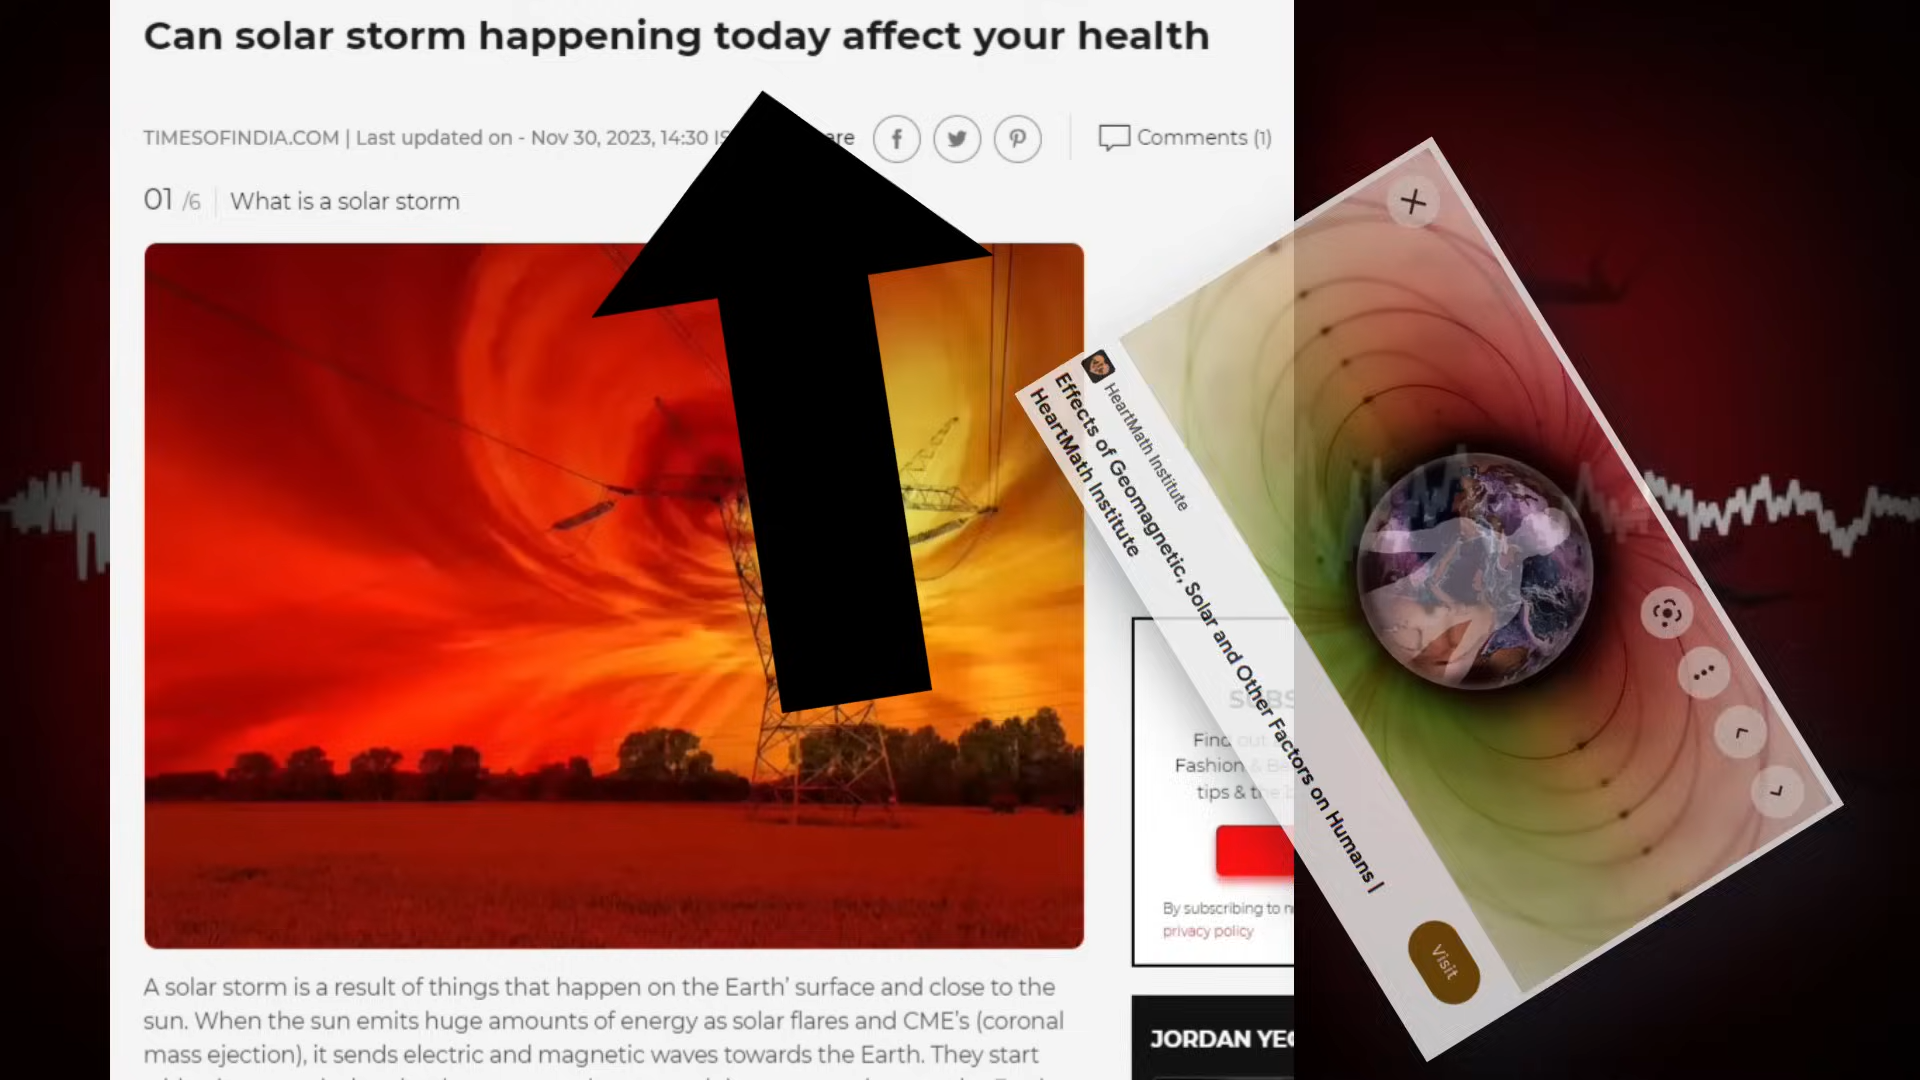 Can solar storm happening today affect your health
TIMESOFINDIA.COM | Last updated on - Nov 30, 2023, 14:30
Comments (1)
01 /6 | What is a solar storm
A solar storm is a result of things that happen on the Earth' surface and close to the
sun. When the sun emits huge amounts of energy as solar flares and CME's (coronal
mass ejection), it sends electric and magnetic waves towards the Earth. They start
Find out
Fashion &
tips & the
By subscribing to
privacy policy
JORDAN
HeartMath Institute
Effects of Geomagnetic, Solar and Other Factors on Humans |
HeartMath Institute
Visit